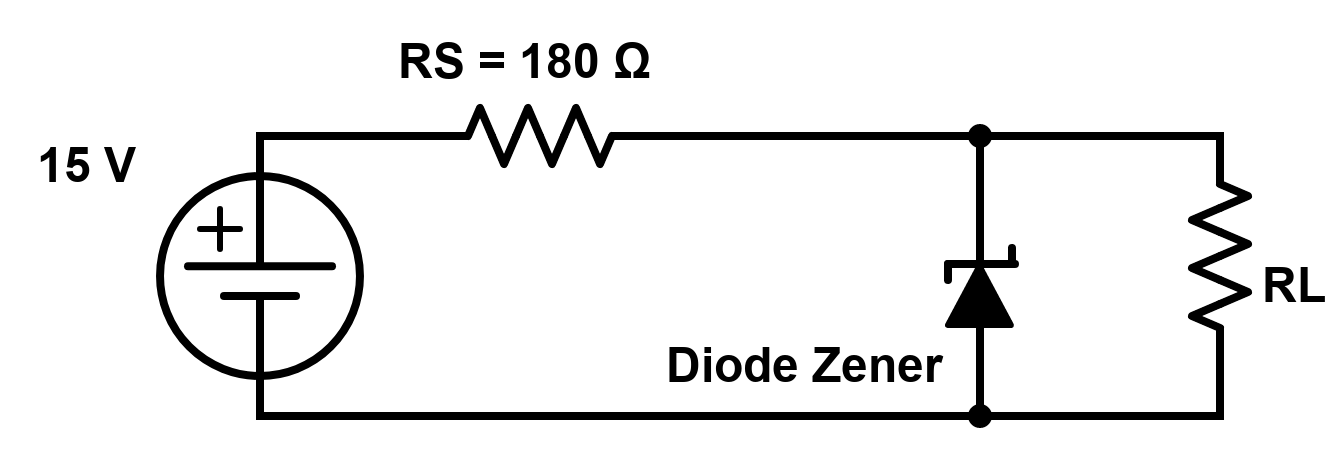 RS = 180 Ω
15 V
RL
Diode Zener